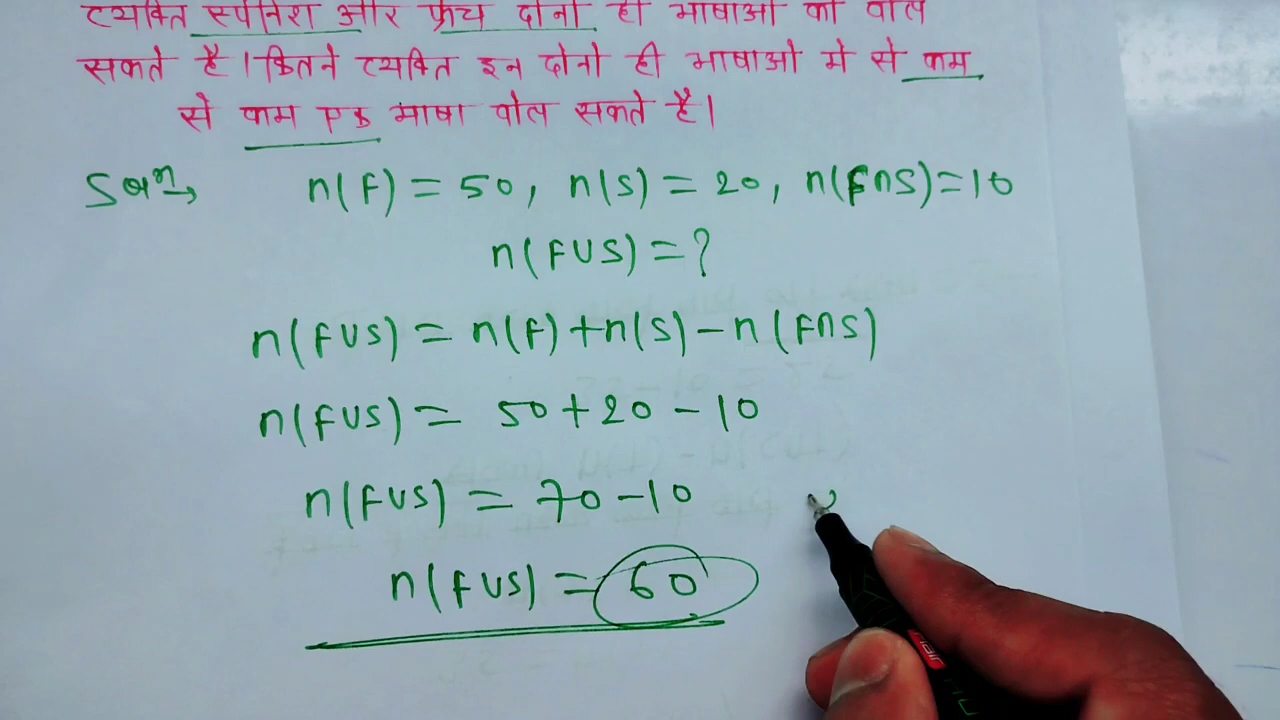 व्यक्ति स्पेनिश और फ्रेंच दोनो ही भाषाओ को बोल
सकते है। कितने व्यक्ति इन दोनो ही भाषाओ मे से कम
से कम एक भाषा बोल सकते है।
Solⁿ→ n(F) = 50, n(S) = 20, n(F∩S) = 10
n(F∪S) = ?
n(F∪S) = n(F) + n(S) – n(F∩S)
n(F∪S) = 50 + 20 – 10
n(F∪S) = 70 – 10
n(F∪S) = 60